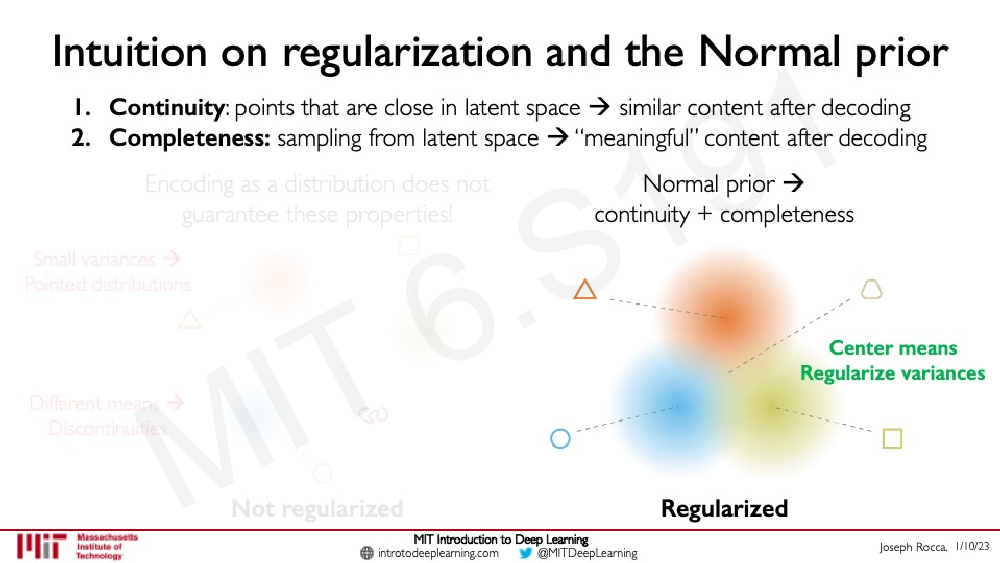 Intuition on regularization and the Normal prior
1. Continuity: points that are close in latent space → similar content after decoding
2. Completeness: sampling from latent space → “meaningful” content after decoding
Encoding as a distribution does not
guarantee these properties!
Normal prior →
continuity + completeness
Small variances →
Pointed distributions
Different means →
Discontinuities
Center means
Regularize variances
Not regularized
Regularized
MIT 6.S191
Massachusetts
Institute of
Technology
MIT Introduction to Deep Learning
introtodeeplearning.com @MITDeepLearning
Joseph Rocca. 1/10/23